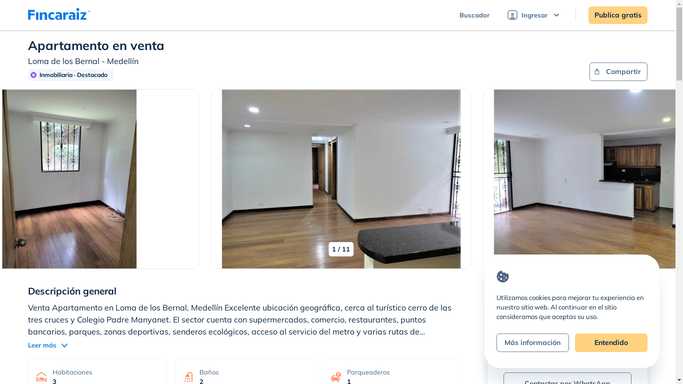 Fincaraiz
Buscador
Ingresar
Publica gratis
Apartamento en venta
Loma de los Bernal - Medellín
Inmobiliaria · Destacado
Compartir
1 / 11
Descripción general
Venta Apartamento en Loma de los Bernal, Medellín Excelente ubicación geográfica, cerca al turístico cerro de las
tres cruces y Colegio Padre Manyanet. El sector cuenta con supermercados, comercio, restaurantes, puntos
bancarios, parques, zonas deportivas, senderos ecológicos, acceso al servicio del metro y varias rutas de...
Leer más
Habitaciones
3
Baños
2
Parqueaderos
1
Utilizamos cookies para mejorar tu experiencia en
nuestro sitio web. Al continuar en el sitio
consideramos que aceptas su uso.
Más información
Entendido
Contactar por WhatsApp